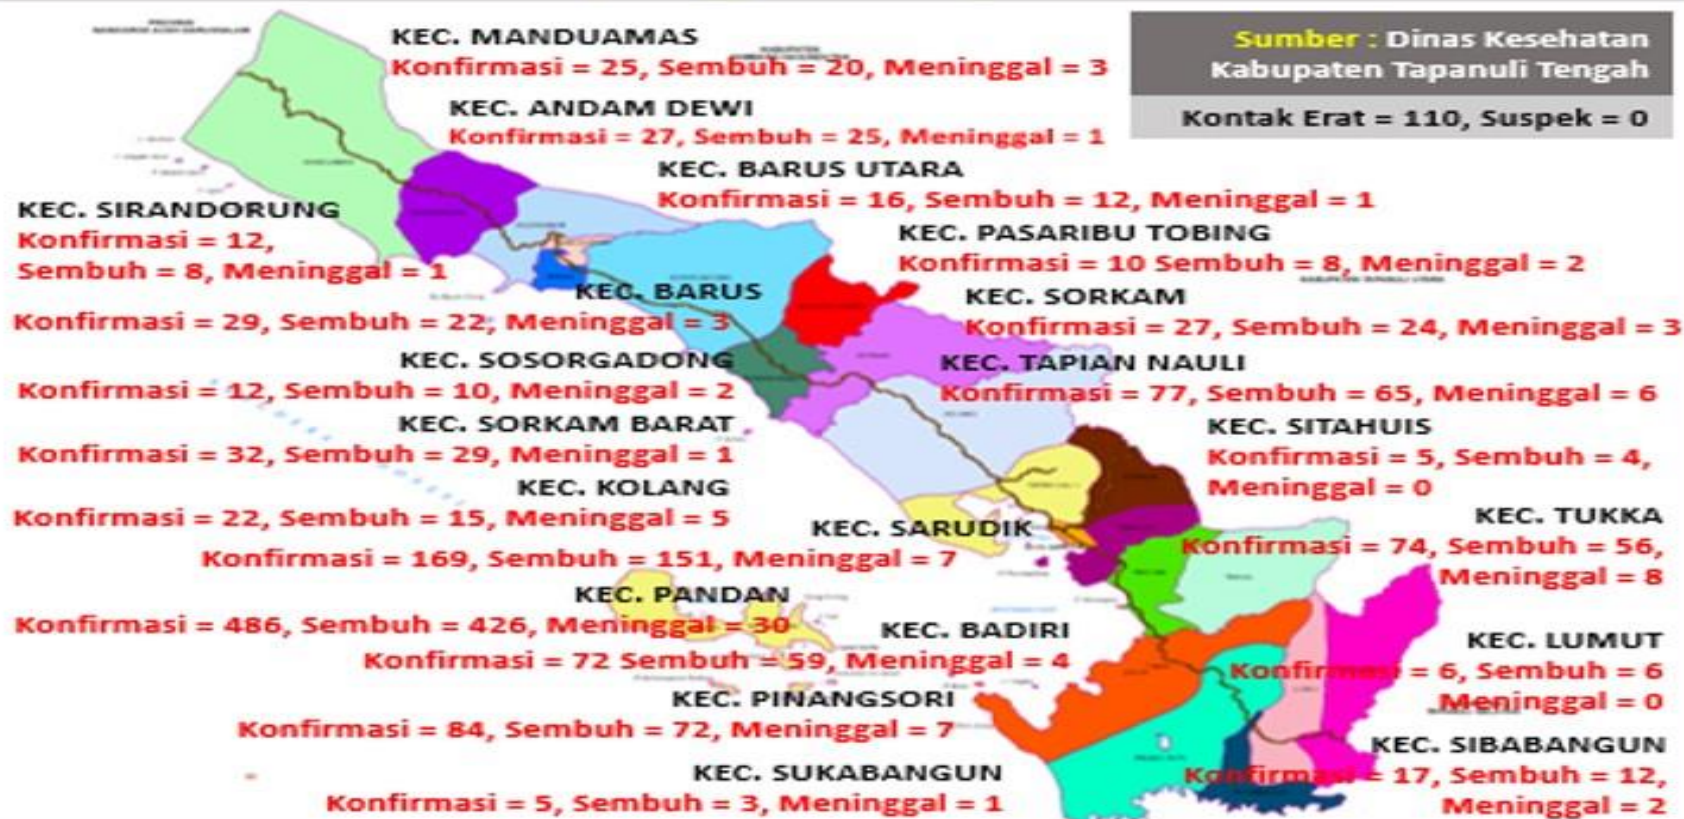 KEC. MANDUAMAS
Konfirmasi = 25, Sembuh = 20, Meninggal = 3
Sumber : Dinas Kesehatan
Kabupaten Tapanuli Tengah
Kontak Erat = 110, Suspek = 0
KEC. ANDAM DEWI
Konfirmasi = 27, Sembuh = 25, Meninggal = 1
KEC. BARUS UTARA
Konfirmasi = 16, Sembuh = 12, Meninggal = 1
KEC. SIRANDORUNG
Konfirmasi = 12,
Sembuh = 8, Meninggal = 1
KEC. PASARIBU TOBING
Konfirmasi = 10 Sembuh = 8, Meninggal = 2
KEC. BARUS
Konfirmasi = 29, Sembuh = 22, Meninggal = 3
KEC. SORKAM
Konfirmasi = 27, Sembuh = 24, Meninggal = 3
KEC. SOSORGADONG
Konfirmasi = 12, Sembuh = 10, Meninggal = 2
KEC. TAPIAN NAULI
Konfirmasi = 77, Sembuh = 65, Meninggal = 6
KEC. SORKAM BARAT
Konfirmasi = 32, Sembuh = 29, Meninggal = 1
KEC. SITAHUIS
Konfirmasi = 5, Sembuh = 4,
Meninggal = 0
KEC. KOLANG
Konfirmasi = 22, Sembuh = 15, Meninggal = 5
KEC. SARUDIK
Konfirmasi = 169, Sembuh = 151, Meninggal = 7
KEC. TUKKA
Konfirmasi = 74, Sembuh = 56,
Meninggal = 8
KEC. PANDAN
Konfirmasi = 486, Sembuh = 426, Meninggal = 30
KEC. BADIRI
Konfirmasi = 72 Sembuh = 59, Meninggal = 4
KEC. LUMUT
Konfirmasi = 6, Sembuh = 6
Meninggal = 0
KEC. PINANGSORI
Konfirmasi = 84, Sembuh = 72, Meninggal = 7
KEC. SIBABANGUN
Konfirmasi = 17, Sembuh = 12,
Meninggal = 2
KEC. SUKABANGUN
Konfirmasi = 5, Sembuh = 3, Meninggal = 1